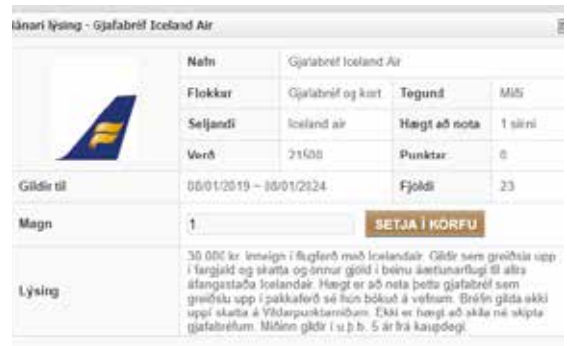 nánari lýsing - Gjafabréf Iceland Air
Nafn Gjafabréf Iceland Air
Flokkur Gjafabréf og kort Tegund Miði
Seljandi Iceland air Hægt að nota 1 sinni
Verð 21500 Punktar 0
Gildir til 08/01/2019 ~ 08/01/2024 Fjöldi 23
Magn 1 SETJA Í KÖRFU
30.000 kr. inneign í flugferð með Icelandair. Gildir sem greiðsla upp
í fargjald og skatta og önnur gjöld í beinu áætlunarflugi til allra
áfangastaða Icelandair. Hægt er að nota þetta gjafabréf sem
greiðslu upp í pakkaferð sé hún bókuð á vefnum. Bréfin gilda ekki
Lýsing
uppí skatta á Vildarpunktamiðum. Ekki er hægt að skila né skipta
gjafabréfum. Miðinn gildir í u.þ.b. 5 ár frá kaupdegi.